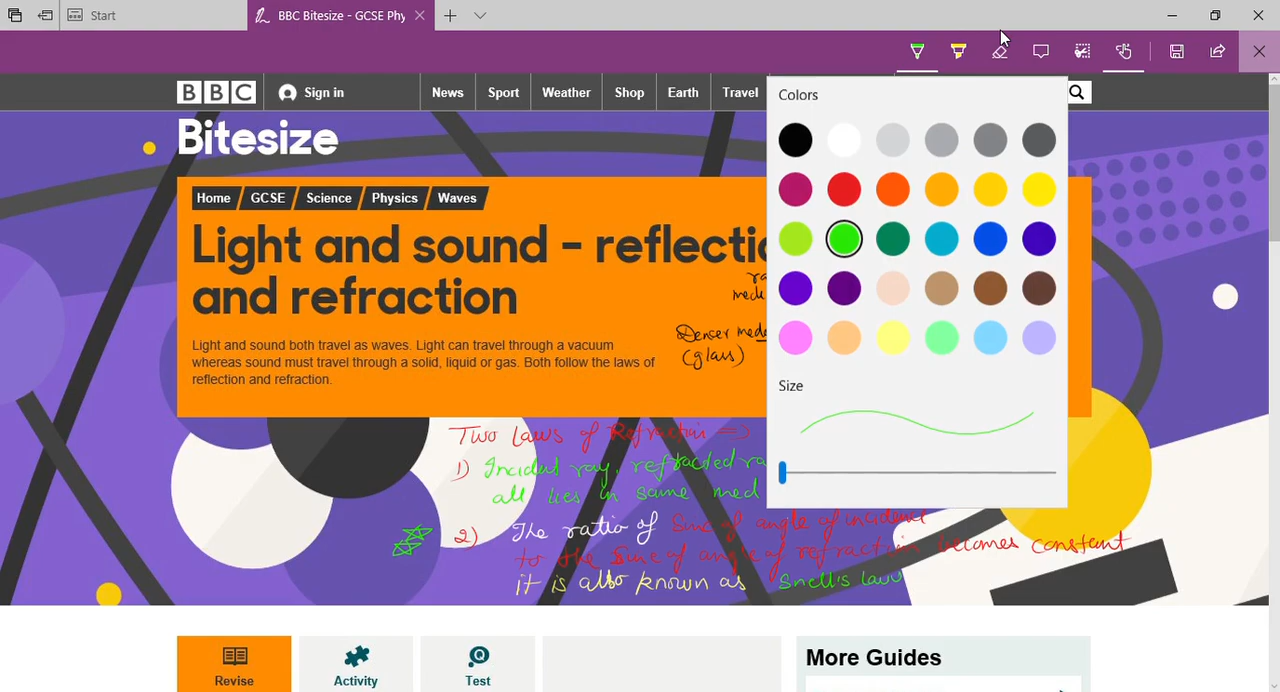 Start
BBC Bitesize - GCSE Phy
BBC
Sign in
News
Sport
Weather
Shop
Earth
Travel
Bitesize
Home
GCSE
Science
Physics
Waves
Light and sound - reflectio
and refraction
Light and sound both travel as waves. Light can travel through a vacuum
whereas sound must travel through a solid, liquid or gas. Both follow the laws of
reflection and refraction.
ra
medi
Denser med
(glass)
Colors
Size
Two laws of Refraction =>
1) Incident ray, refracted ra
all lies in same med
2) The ratio of Sine of angle of incidence
to the Sine of angle of refraction becomes constant
it is also known as Snell's law
Revise
Activity
Test
More Guides